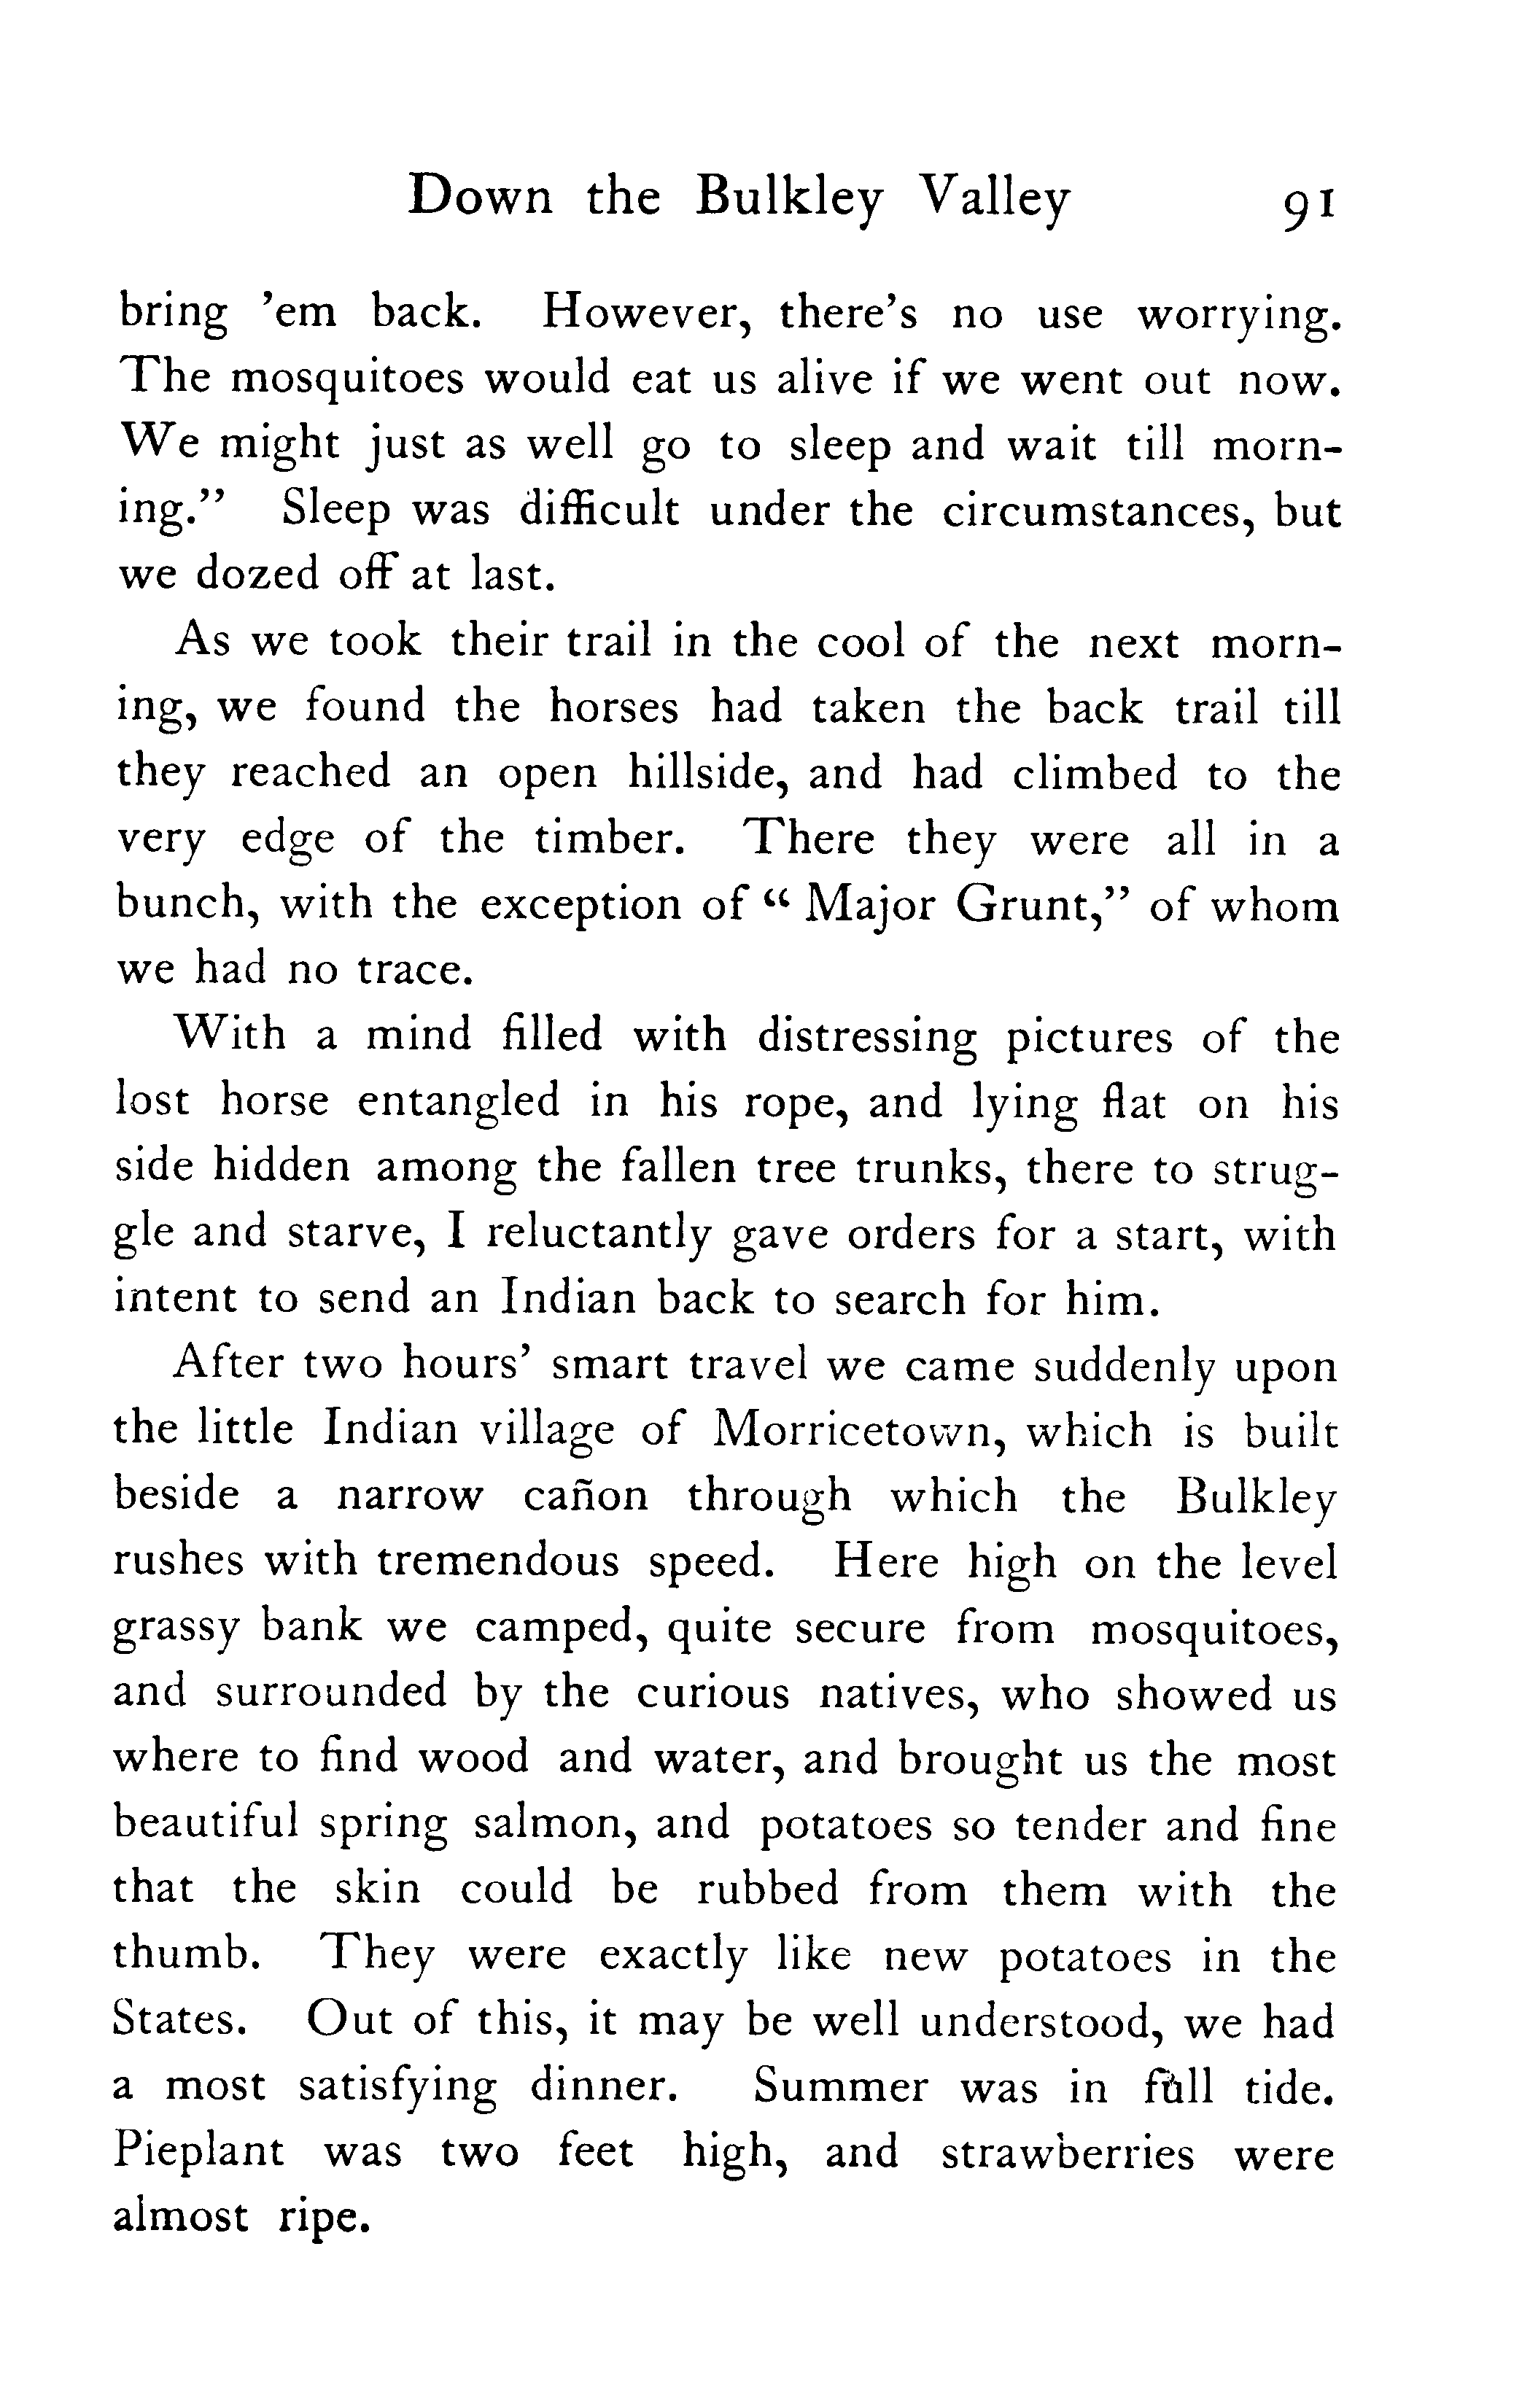 Down the Bulkley Valley 91
bring ’em back. However, there’s no use worrying.
The mosquitoes would eat us alive if we went out now.
We might just as well go to sleep and wait till morn-
ing.” Sleep was difficult under the circumstances, but
we dozed off at last.
As we took their trail in the cool of the next morn-
ing, we found the horses had taken the back trail till
they reached an open hillside, and had climbed to the
very edge of the timber. There they were all in a
bunch, with the exception of “ Major Grunt,” of whom
we had no trace.
With a mind filled with distressing pictures of the
lost horse entangled in his rope, and lying flat on his
side hidden among the fallen tree trunks, there to strug-
gle and starve, I reluctantly gave orders for a start, with
intent to send an Indian back to search for him.
After two hours’ smart travel we came suddenly upon
the little Indian village of Morricetown, which is built
beside a narrow cañon through which the Bulkley
rushes with tremendous speed. Here high on the level
grassy bank we camped, quite secure from mosquitoes,
and surrounded by the curious natives, who showed us
where to find wood and water, and brought us the most
beautiful spring salmon, and potatoes so tender and fine
that the skin could be rubbed from them with the
thumb. They were exactly like new potatoes in the
States. Out of this, it may be well understood, we had
a most satisfying dinner. Summer was in full tide.
Pieplant was two feet high, and strawberries were
almost ripe.